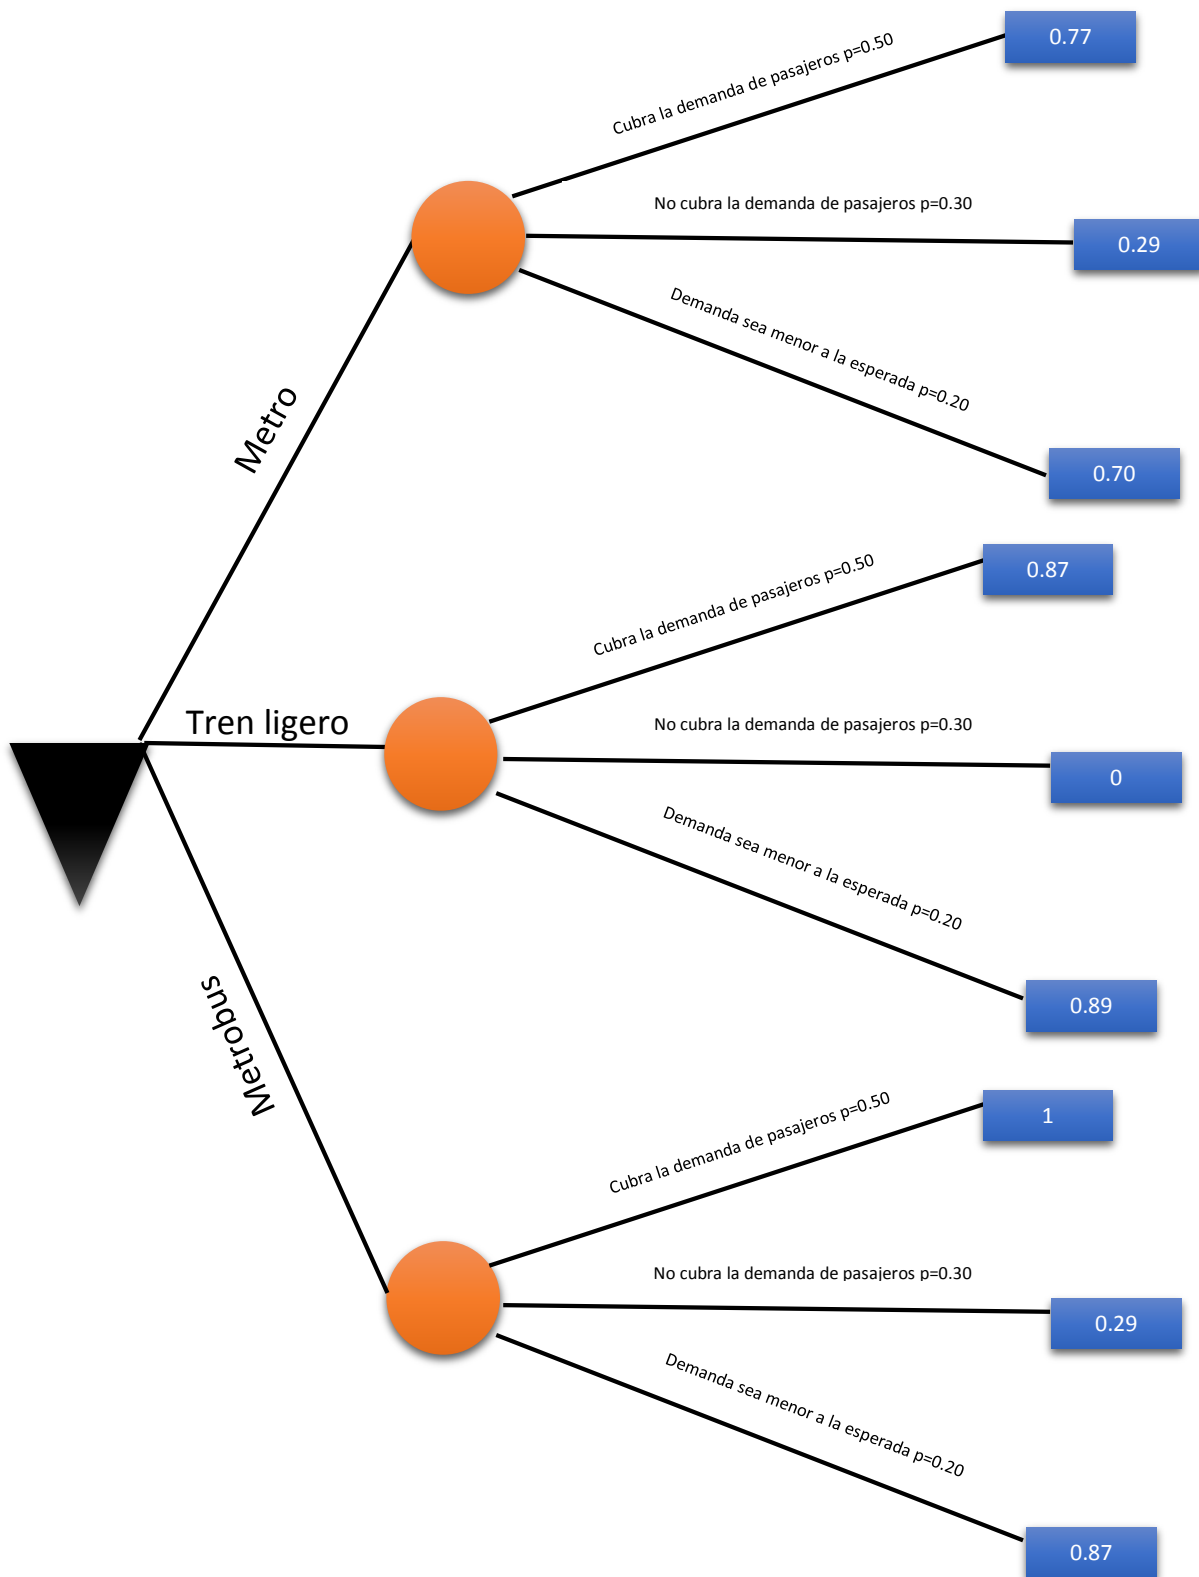 0.77
Cubra la demanda de pasajeros p=0.50
No cubra la demanda de pasajeros p=0.30
0.29
Demanda sea menor a la esperada p=0.20
0.70
Metro
Cubra la demanda de pasajeros p=0.50
0.87
Tren ligero
No cubra la demanda de pasajeros p=0.30
0
Demanda sea menor a la esperada p=0.20
0.89
Metrobus
Cubra la demanda de pasajeros p=0.50
1
No cubra la demanda de pasajeros p=0.30
0.29
Demanda sea menor a la esperada p=0.20
0.87